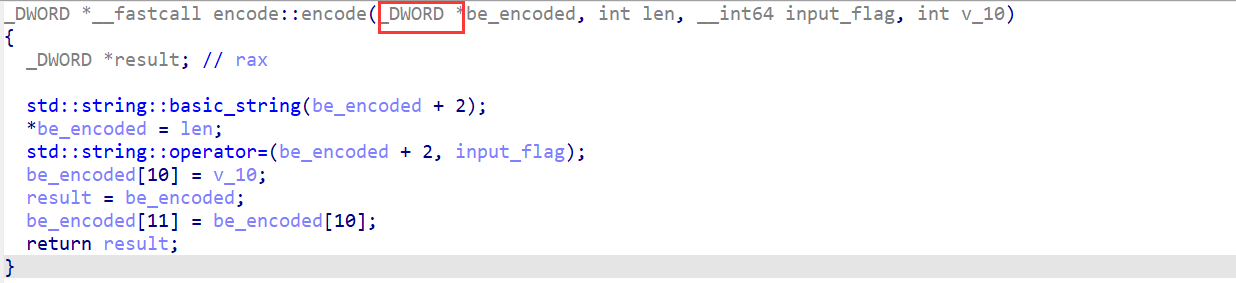 _DWORD *__fastcall encode::encode(_DWORD *be_encoded, int len, __int64 input_flag, int v_10)
{
  _DWORD *result; // rax

  std::string::basic_string(be_encoded + 2);
  *be_encoded = len;
  std::string::operator=(be_encoded + 2, input_flag);
  be_encoded[10] = v_10;
  result = be_encoded;
  be_encoded[11] = be_encoded[10];
  return result;
}